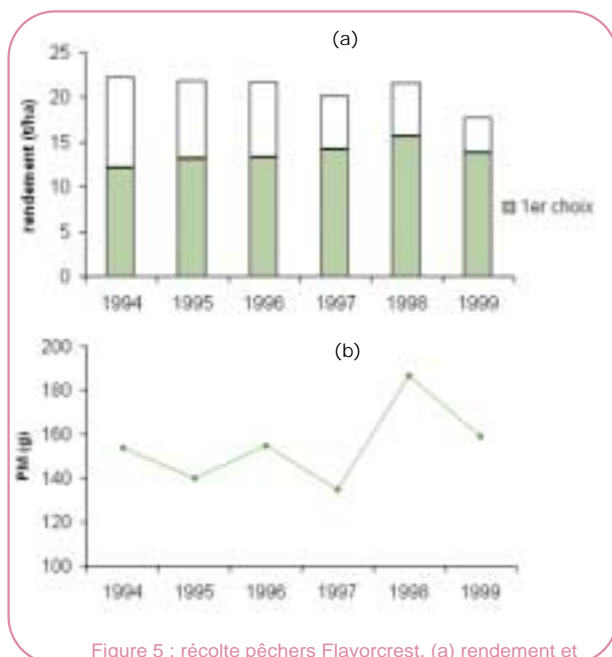 (a)
25
20
15
10
5
0
rendement (t/ha)
1er choix
1994 1995 1996 1997 1998 1999
(b)
200
180
160
140
120
100
PM (g)
1994 1995 1996 1997 1998 1999
Figure 5 : récolte pêchers Flavorcrest. (a) rendement et